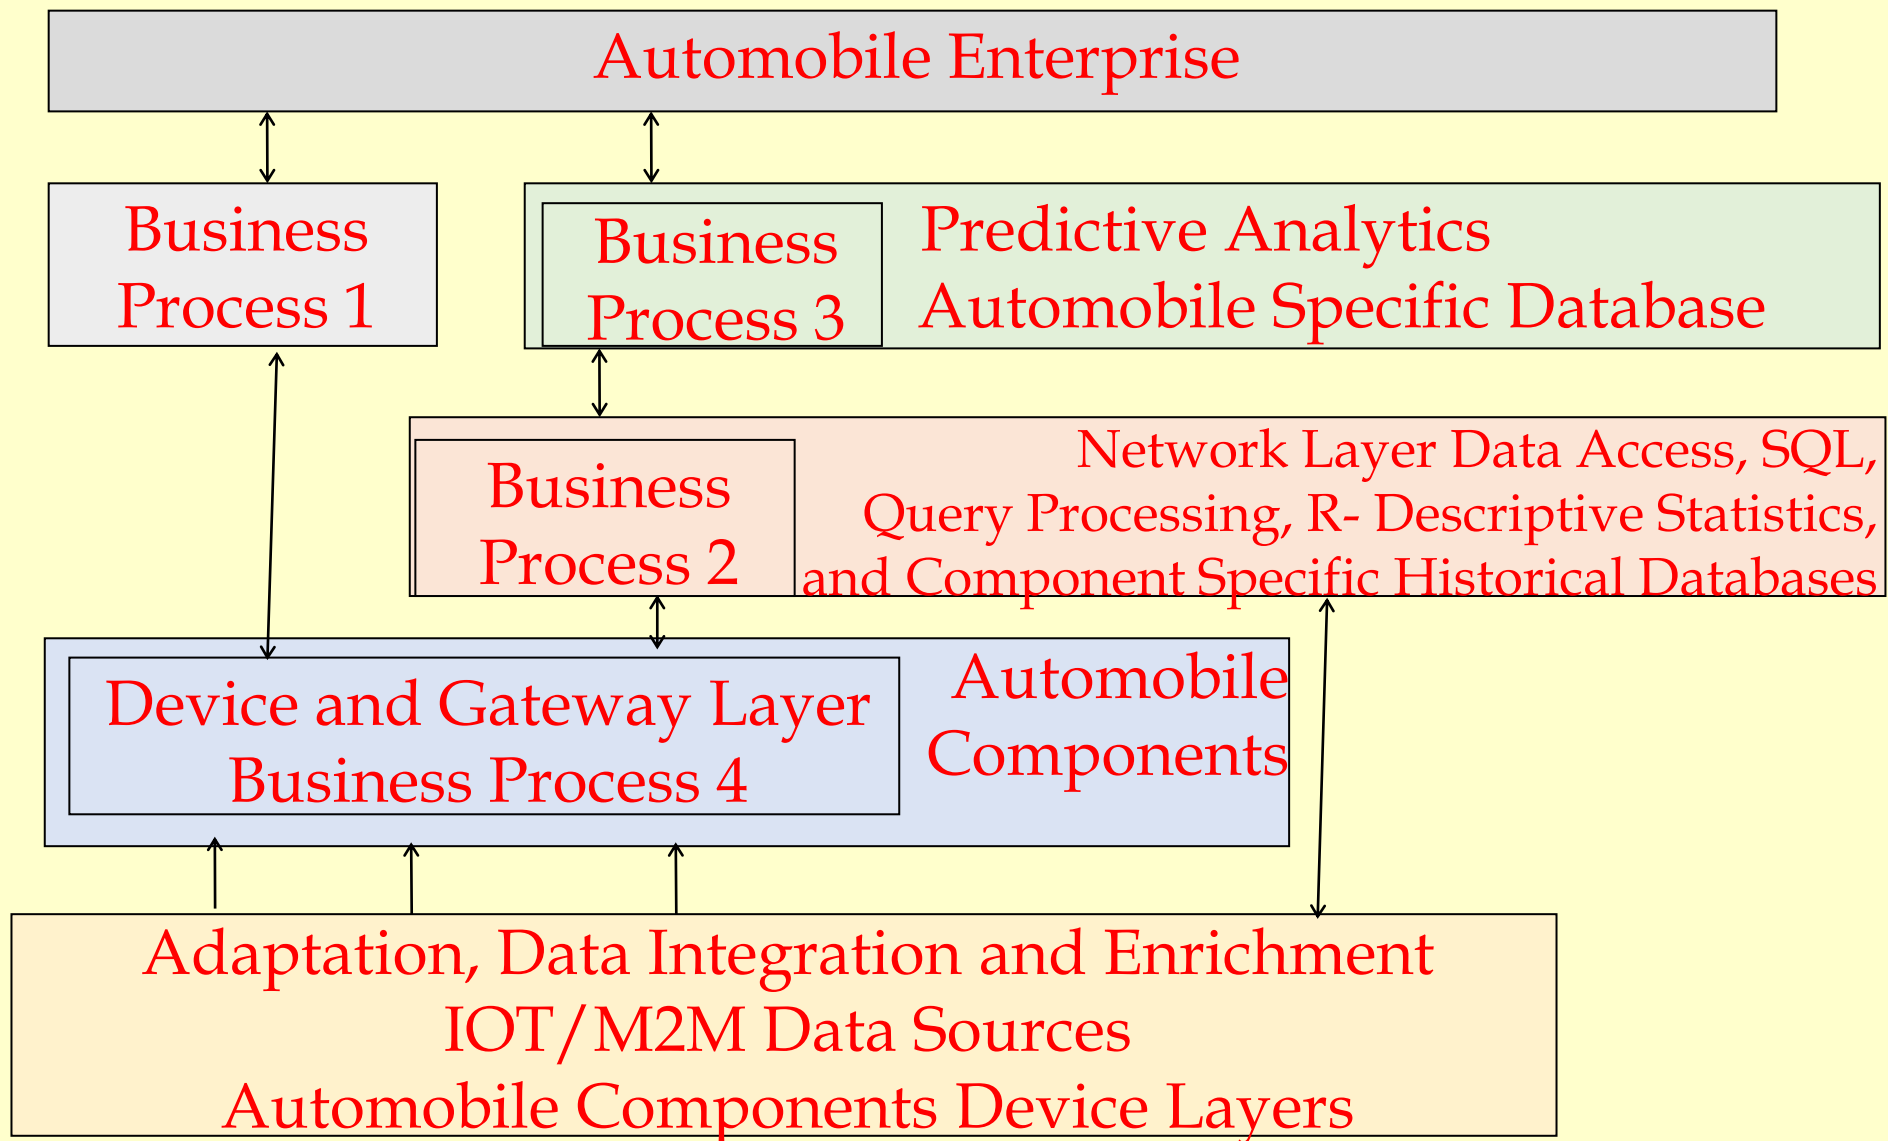 Automobile Enterprise
Business
Process 1
Business
Process 3
Predictive Analytics
Automobile Specific Database
Business
Process 2
Network Layer Data Access, SQL,
Query Processing, R- Descriptive Statistics,
and Component Specific Historical Databases
Device and Gateway Layer
Business Process 4
Automobile
Components
Adaptation, Data Integration and Enrichment
IOT/M2M Data Sources
Automobile Components Device Layers